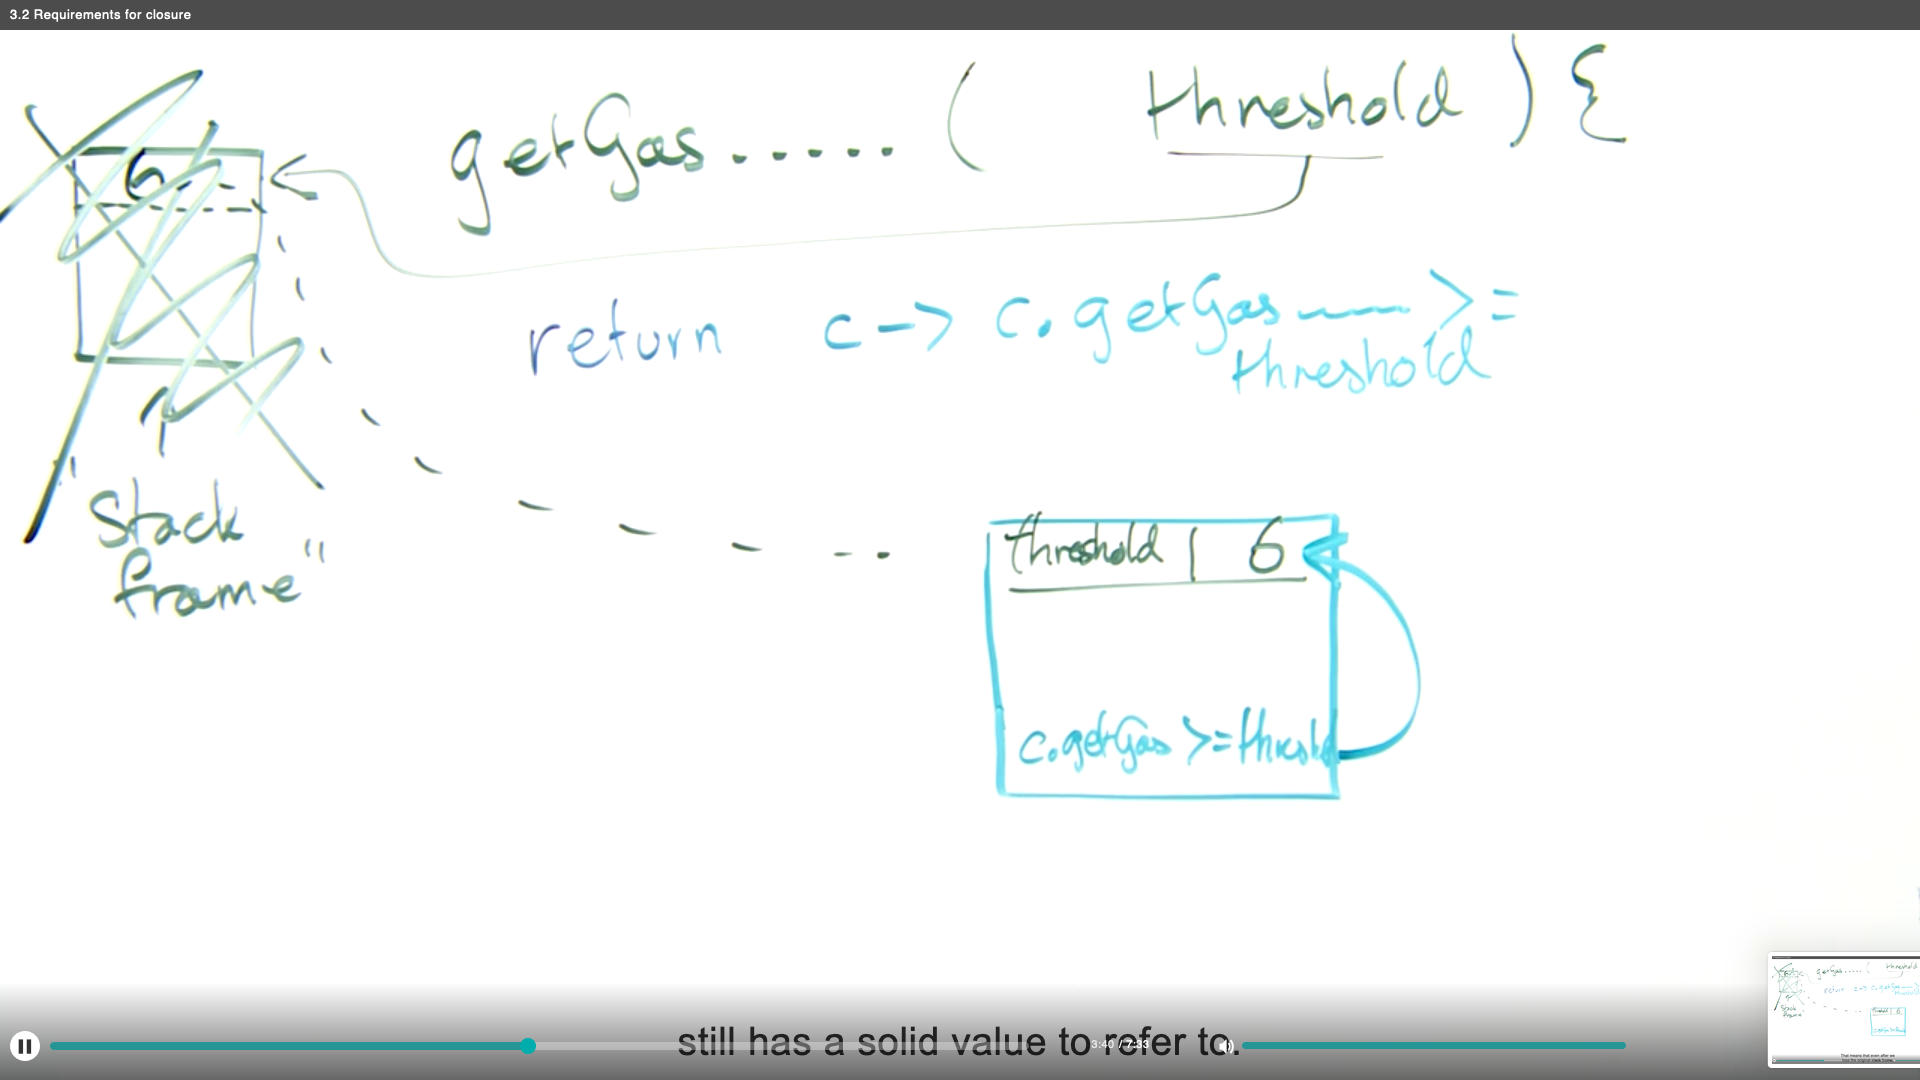 3.2 Requirements for closure
getGas.....( threshold ) {
6
return c -> c.getGas >=
threshold
"Stack
frame"
threshold | 6
c.getGas >= threshld
still has a solid value to refer to.
3:40 / 7:33